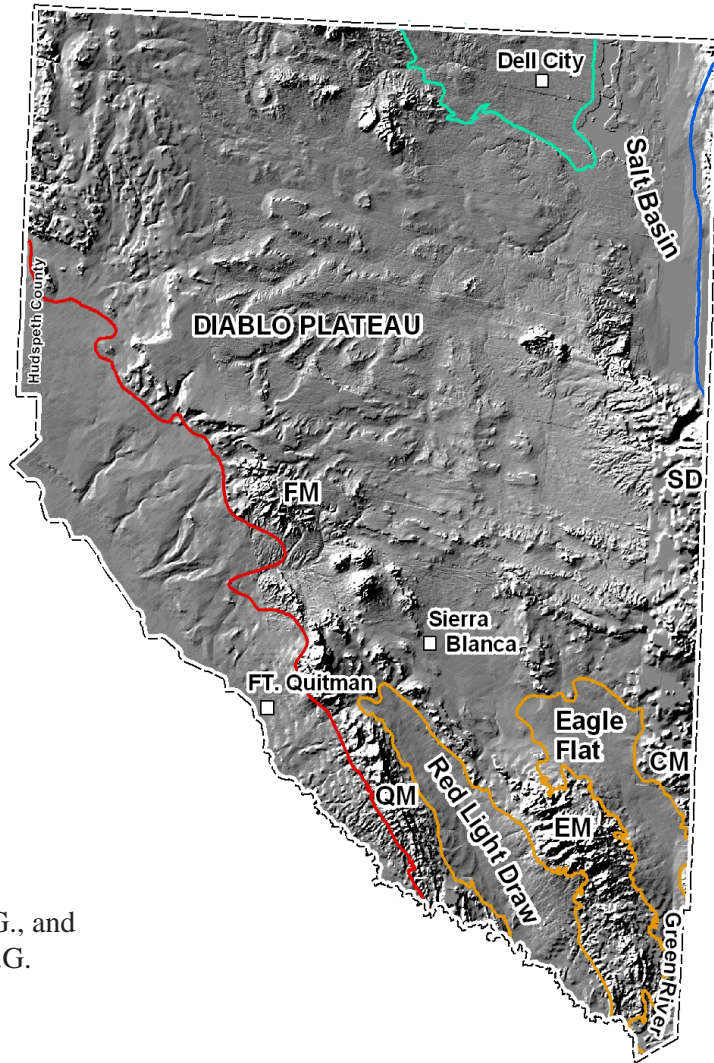 Dell City
Salt Basin
Hudspeth County
DIABLO PLATEAU
SD
FM
Sierra
Blanca
FT. Quitman
Eagle
Flat
CM
QM
Red Light Draw
EM
G., and
.G.
Green River